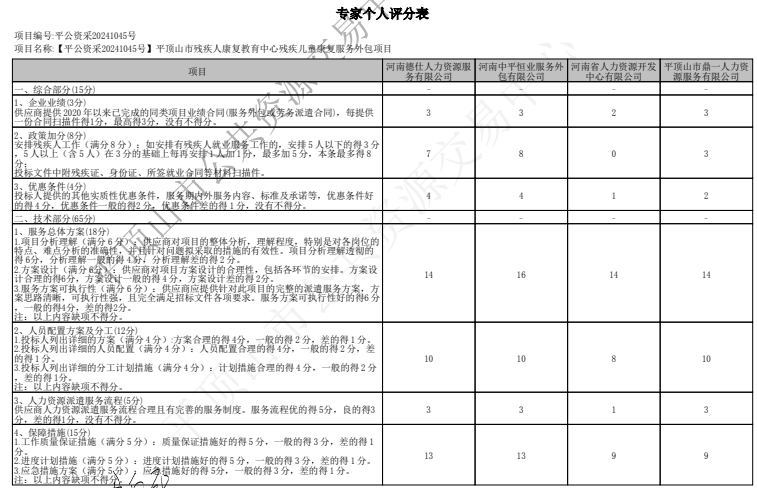 专家个人评分表
项目编号:平公资采20241045号
项目名称:【平公资采20241045号】平顶山市残疾人康复教育中心残疾儿童康复服务外包项目
项目 河南德仕人力资源服务有限公司 河南中平恒业服务外包有限公司 河南省人力资源开发中心有限公司 平顶山市鼎一人力资源服务有限公司
一、综合部分(15分) - - - -
1、企业业绩(3分)
供应商提供 2020 年以来已完成的同类项目业绩合同(服务外包或劳务派遣合同),每提供
一份合同扫描件得1分,最高得3分,没有不得分。
3 3 2 3
2、政策加分(8分)
安排残疾人工作(满分 8 分):如安排有残疾人就业服务工作的,安排 5 人以下的得 3 分
,5 人以上(含 5 人)在 3 分的基础上每再安排 1 人加 1 分,最多加 5 分,本条最多得 8
分;
投标文件中附残疾证、身份证、所签就业合同等材料扫描件。
7 8 0 3
3、优惠条件(4分)
投标人提供的其他实质性优惠条件,服务期内外服务内容、标准及承诺等,优惠条件好
的得 4 分,优惠条件一般的得2 分,优惠条件差的得 1 分,没有不得分。
4 4 1 2
二、技术部分(65分) - - - -
1、服务总体方案(18分)
1.项目分析理解(满分 6 分):供应商对项目的整体分析,理解程度,特别是对各岗位的
特点、难点分析的准确性,并且针对问题拟采取的措施的有效性。项目分析理解透彻的
得 6分,分析理解一般的得 4分,分析理解差的得 2 分。
2.方案设计(满分 6分):供应商对项目方案设计的合理性,包括各环节的安排。方案设
计合理的得6分,方案设计一般的得 4 分,方案设计差的得 2分。
3.服务方案可执行性(满分 6 分):供应商应提供针对此项目的完整的派遣服务方案,方
案思路清晰,可执行性强,且完全满足招标文件各项要求。服务方案可执行性好的得6 分
,一般的得4分,差的得2分。
注:以上内容缺项不得分。
14 16 14 14
2、人员配置方案及分工(12分)
1.投标人列出详细的方案(满分 4 分):方案合理的得 4分,一般的得 2 分,差的得 1分。
2.投标人列出详细的人员配置(满分 4 分):人员配置合理的得 4分,一般的得 2 分,差
的得 1 分。
3.投标人列出详细的分工计划措施(满分 4 分):计划措施合理的得 4 分,一般的得 2 分
,差的得 1 分。
注:以上内容缺项不得分。
10 10 8 10
3、人力资源派遣服务流程(5分)
供应商人力资源派遣服务流程合理且有完善的服务制度。服务流程优的得 5分,良的得3
分,差的得1分,没有不得分。
3 3 1 3
4、保障措施(15分)
1.工作质量保证措施(满分 5 分):质量保证措施好的得 5 分,一般的得 3 分,差的得 1
分。
2.进度计划措施(满分 5 分):进度计划措施好的得 5 分,一般的得 3 分,差的得 1 分。
3.应急措施方案(满分 5 分):应急措施好的得 5分,一般的得 3 分,差的得 1 分。
注:以上内容缺项不得分
13 13 9 9